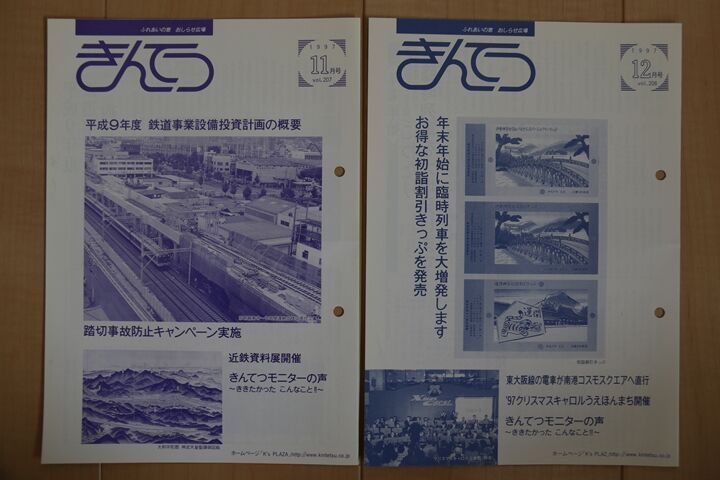 ふれあいの窓 おしらせ広場
きんてつ
1997
11月号
vol.207
平成9年度 鉄道事業設備投資計画の概要
踏切事故防止キャンペーン実施
近鉄資料展開催
きんてつモニターの声
〜ききたかった こんなこと!!〜
ホームページ「K's PLAZA」http://www.kintetsu.co.jp
ふれあいの窓 おしらせ広場
きんてつ
1997
12月号
vol.208
年末年始に臨時列車を大増発します
お得な初詣割引きっぷを発売
初詣割引きっぷ
東大阪線の電車が南港コスモスクエアへ直行
'97クリスマスキャロルうえほんまち開催
きんてつモニターの声
〜ききたかった こんなこと!!〜
ホームページ「K's PLAZA」http://www.kintetsu.co.jp